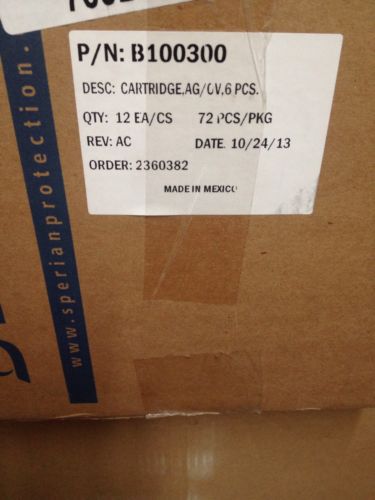 P/N: B100300
DESC: CARTRIDGE,AG/OV,6 PCS.
QTY: 12 EA/CS 72 PCS/PKG
REV: AC DATE. 10/24/13
ORDER: 2360382
MADE IN MEXICO
www.sperianprotection.